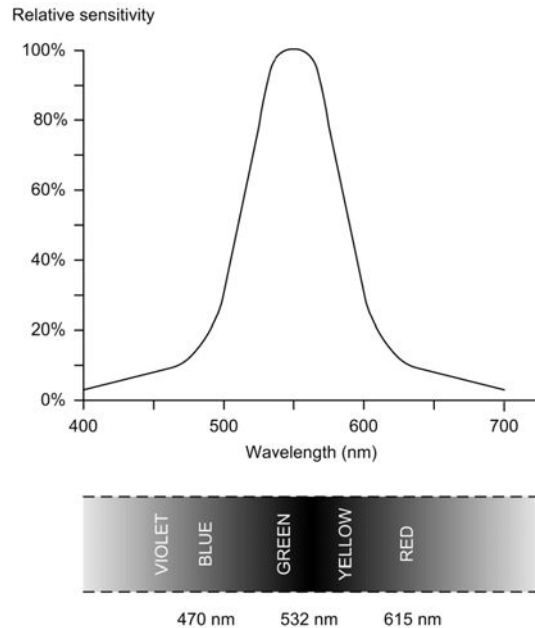 Relative sensitivity
100%
80%
60%
40%
20%
0%
400 500 600 700
Wavelength (nm)
VIOLET BLUE GREEN YELLOW RED
470 nm 532 nm 615 nm